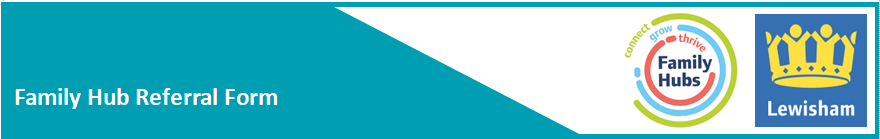 Family Hub Referral Form
connect
grow
thrive
Family
Hubs
Lewisham